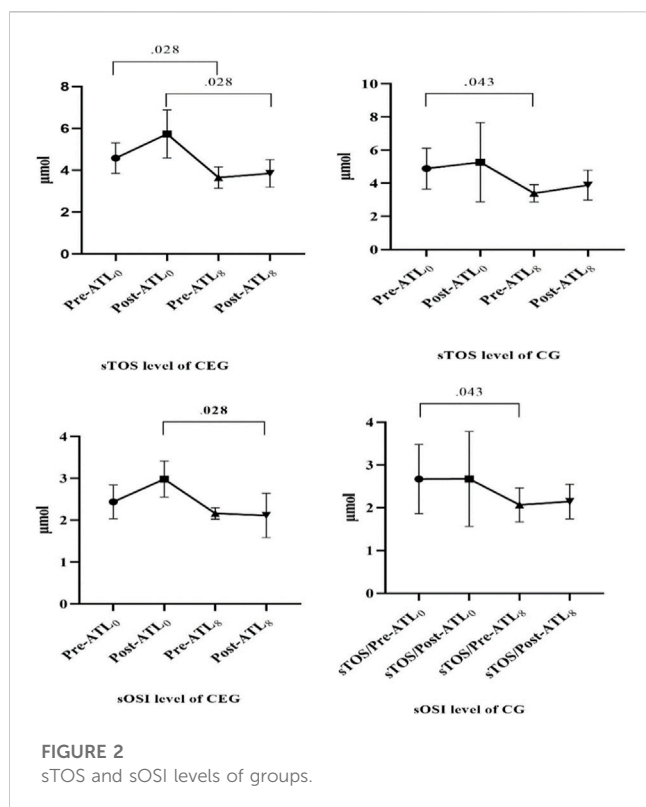 .028
.028
8
6
4
2
0
µmol
Pre-ATL₀
Post-ATL₀
Pre-ATL₈
Post-ATL₈
sTOS level of CEG
.043
10
8
6
4
2
0
µmol
Pre-ATL₀
Post-ATL₀
Pre-ATL₈
Post-ATL₈
sTOS level of CG
.028
4
3
2
1
0
µmol
Pre-ATL₀
Post-ATL₀
Pre-ATL₈
Post-ATL₈
sOSI level of CEG
.043
4
3
2
1
0
µmol
sTOS/Pre-ATL₀
sTOS/Post-ATL₀
sTOS/Pre-ATL₈
sTOS/Post-ATL₈
sOSI level of CG
FIGURE 2
sTOS and sOSI levels of groups.